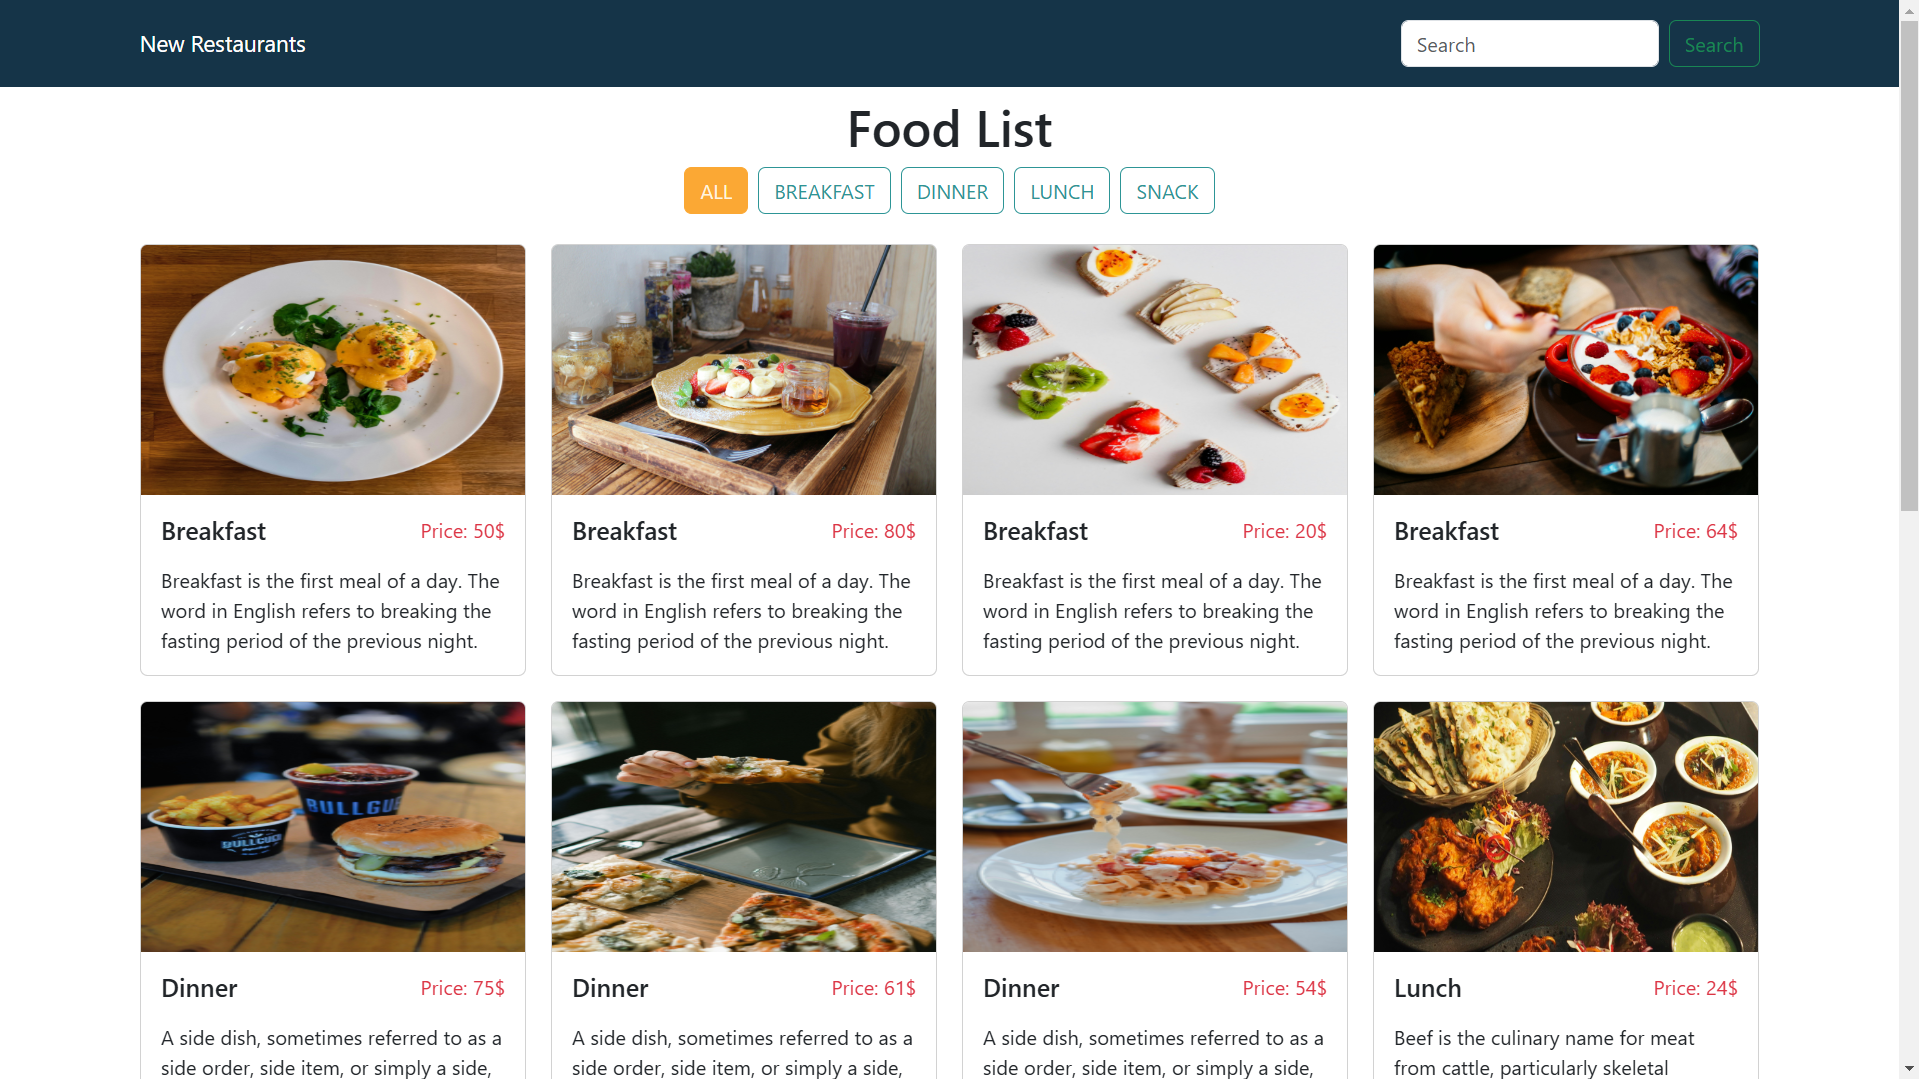 New Restaurants
Search
Search
Food List
ALL
BREAKFAST
DINNER
LUNCH
SNACK
Breakfast
Price: 50$
Breakfast is the first meal of a day. The
word in English refers to breaking the
fasting period of the previous night.
Breakfast
Price: 80$
Breakfast is the first meal of a day. The
word in English refers to breaking the
fasting period of the previous night.
Breakfast
Price: 20$
Breakfast is the first meal of a day. The
word in English refers to breaking the
fasting period of the previous night.
Breakfast
Price: 64$
Breakfast is the first meal of a day. The
word in English refers to breaking the
fasting period of the previous night.
Dinner
Price: 75$
A side dish, sometimes referred to as a
side order, side item, or simply a side,
Dinner
Price: 61$
A side dish, sometimes referred to as a
side order, side item, or simply a side,
Dinner
Price: 54$
A side dish, sometimes referred to as a
side order, side item, or simply a side,
Lunch
Price: 24$
Beef is the culinary name for meat
from cattle, particularly skeletal